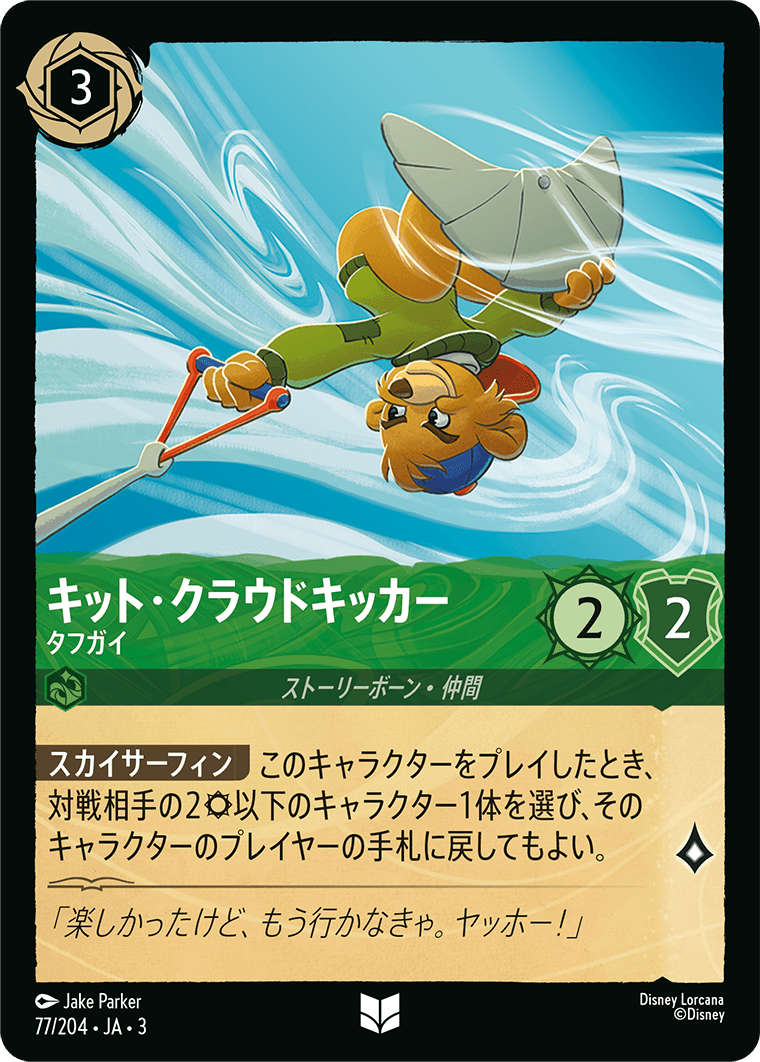 3
キット・クラウドキッカー
タフガイ
2
2
ストーリーボーン・仲間
スカイサーフィン このキャラクターをプレイしたとき、
対戦相手の2以下のキャラクター1体を選び、その
キャラクターのプレイヤーの手札に戻してもよい。
「楽しかったけど、もう行かなきゃ。ヤッホー!」
Jake Parker
77/204・JA・3
Disney Lorcana
©Disney